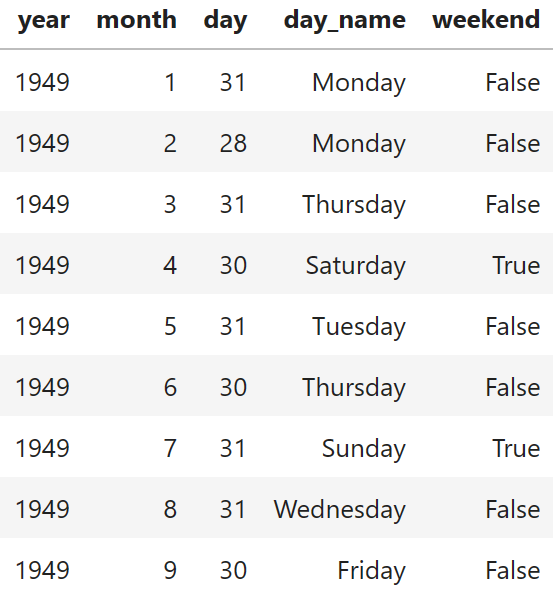 year month day day_name weekend
1949 1 31 Monday False
1949 2 28 Monday False
1949 3 31 Thursday False
1949 4 30 Saturday True
1949 5 31 Tuesday False
1949 6 30 Thursday False
1949 7 31 Sunday True
1949 8 31 Wednesday False
1949 9 30 Friday False